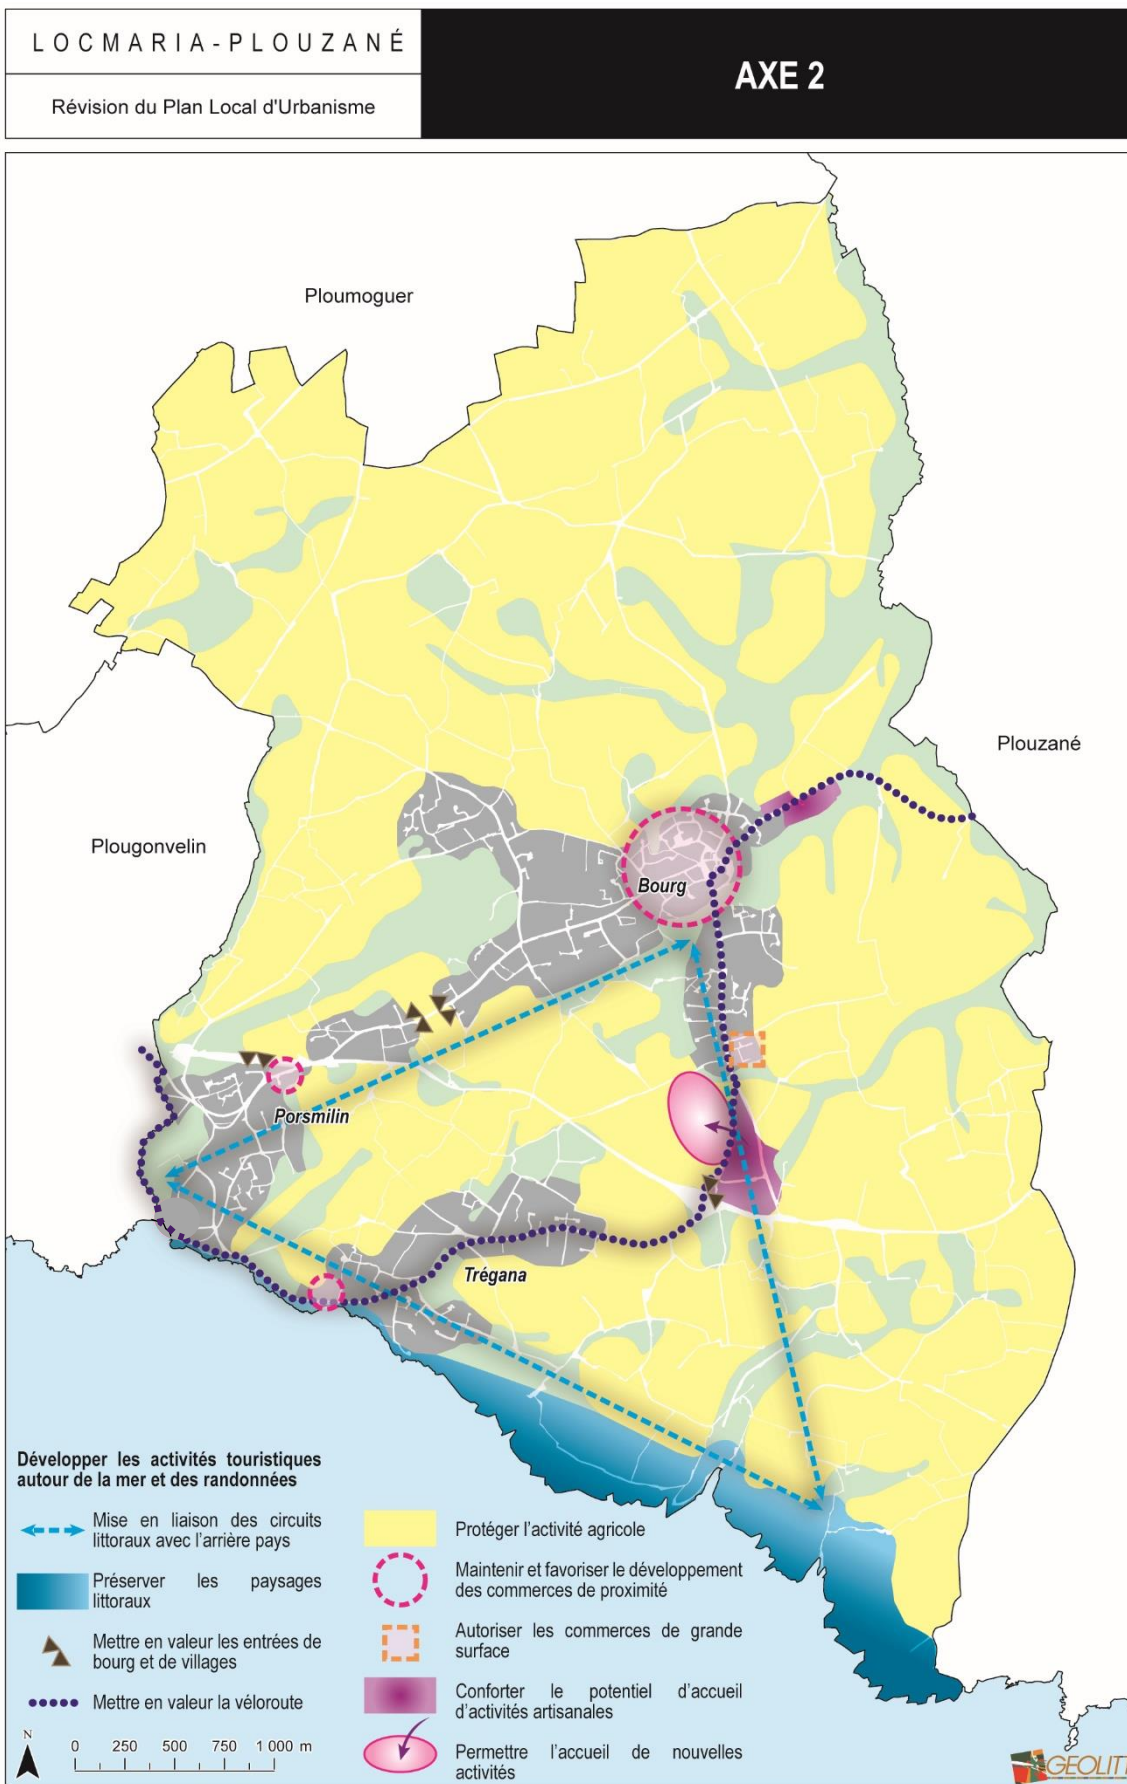 LOCMARIA-PLOUZANÉ
Révision du Plan Local d'Urbanisme
AXE 2
Ploumoguer
Plouzané
Plougonvelin
Bourg
Porsmilin
Trégana
Développer les activités touristiques
autour de la mer et des randonnées
Mise en liaison des circuits
littoraux avec l'arrière pays
Préserver les paysages
littoraux
Mettre en valeur les entrées de
bourg et de villages
Mettre en valeur la véloroute
N
0 250 500 750 1 000 m
Protéger l'activité agricole
Maintenir et favoriser le développement
des commerces de proximité
Autoriser les commerces de grande
surface
Conforter le potentiel d'accueil
d'activités artisanales
Permettre l'accueil de nouvelles
activités
GEOLIT